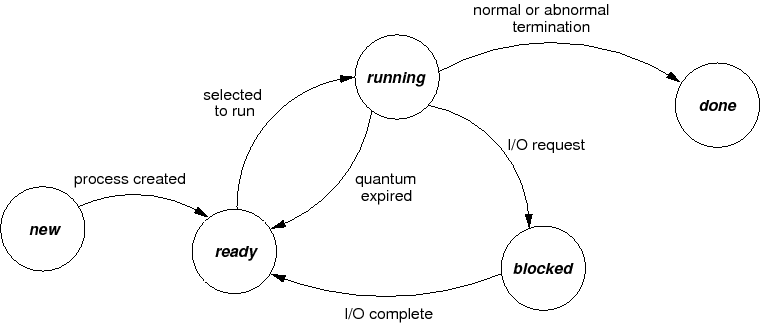 normal or abnormal
termination
running
done
selected
to run
I/O request
process created
quantum
expired
new
ready
blocked
I/O complete